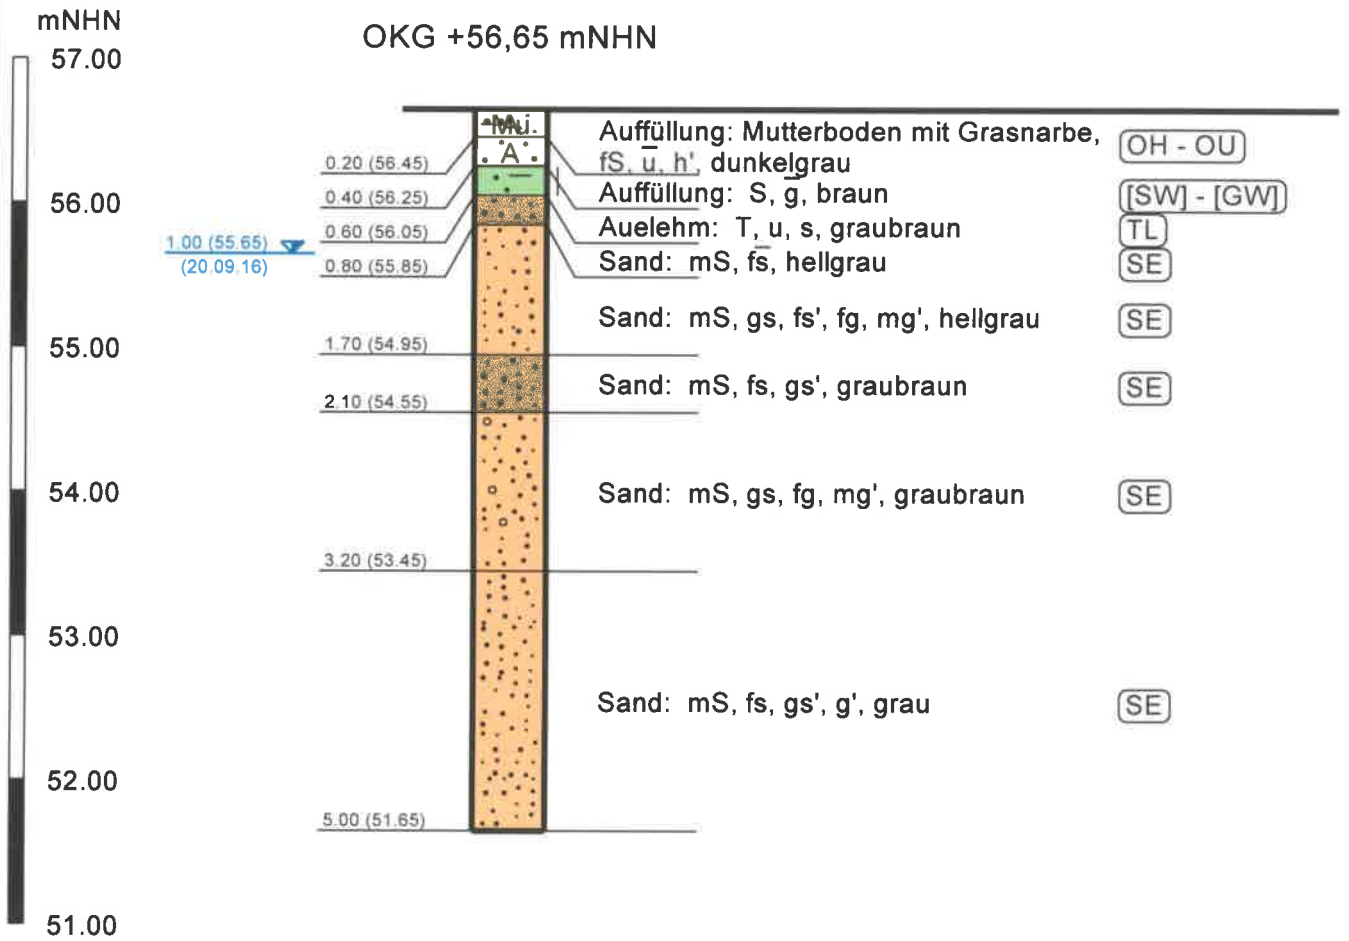 mNHN
OKG +56,65 mNHN
57.00
Mu.
A
Auffüllung: Mutterboden mit Grasnarbe,
fS, u̅, h', dunkelgrau
OH - OU
0.20 (56.45)
56.00
0.40 (56.25)
Auffüllung: S, g̅, braun
[SW] - [GW]
0.60 (56.05)
Auelehm: T, u, s, graubraun
TL
1.00 (55.65)
(20.09.16)
0.80 (55.85)
Sand: mS, fs̅, hellgrau
SE
Sand: mS, gs, fs', fg, mg', hellgrau
SE
55.00
1.70 (54.95)
Sand: mS, fs, gs', graubraun
SE
2.10 (54.55)
54.00
Sand: mS, gs, fg, mg', graubraun
SE
3.20 (53.45)
53.00
Sand: mS, fs, gs', g', grau
SE
52.00
5.00 (51.65)
51.00